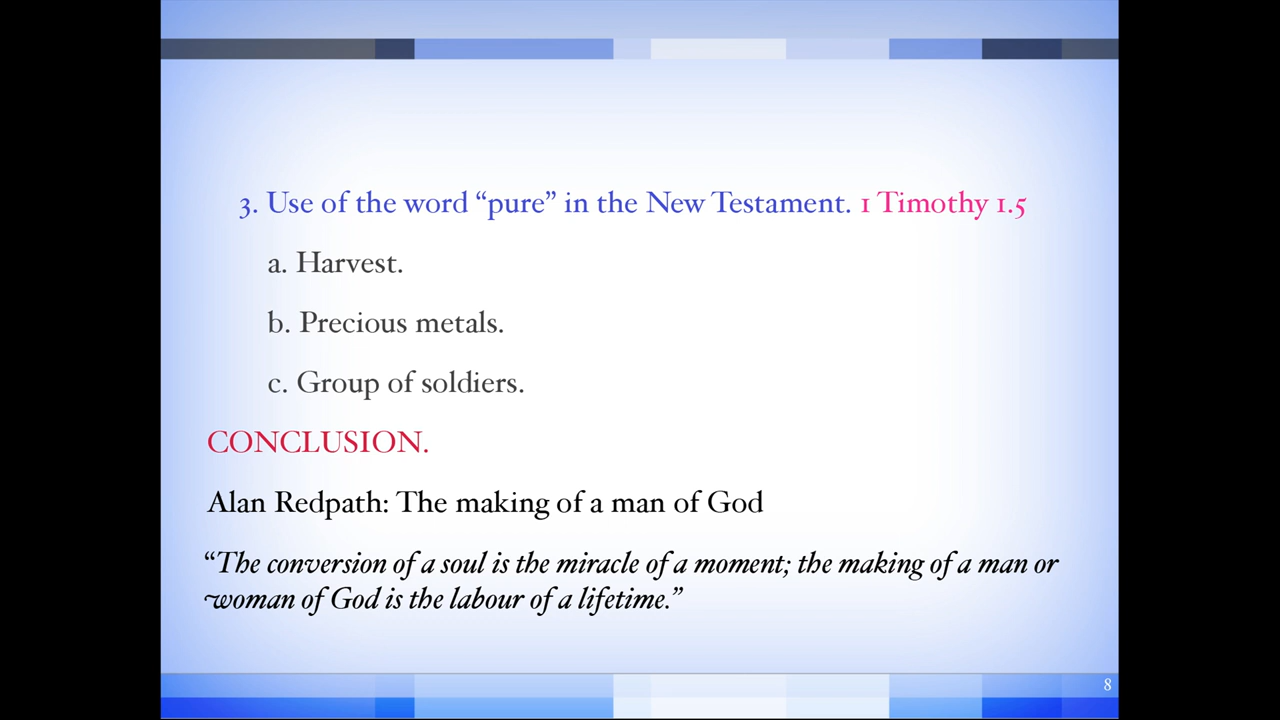 3. Use of the word “pure” in the New Testament. 1 Timothy 1.5
a. Harvest.
b. Precious metals.
c. Group of soldiers.
CONCLUSION.
Alan Redpath: The making of a man of God
“The conversion of a soul is the miracle of a moment; the making of a man or
woman of God is the labour of a lifetime.”
8